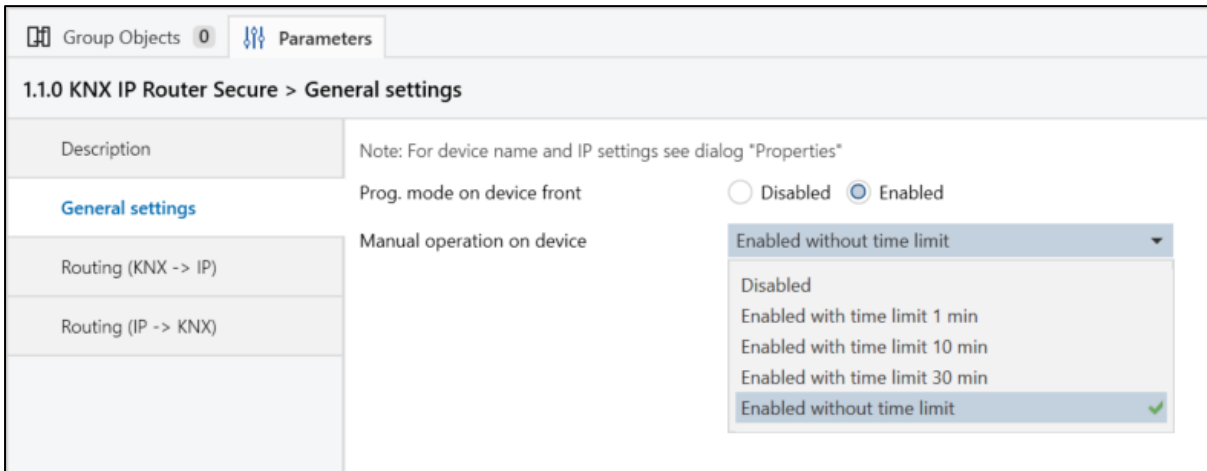 Group Objects 0 Parameters
1.1.0 KNX IP Router Secure > General settings
Description
General settings
Routing (KNX -> IP)
Routing (IP -> KNX)
Note: For device name and IP settings see dialog "Properties"
Prog. mode on device front Disabled Enabled
Manual operation on device Enabled without time limit
Disabled
Enabled with time limit 1 min
Enabled with time limit 10 min
Enabled with time limit 30 min
Enabled without time limit